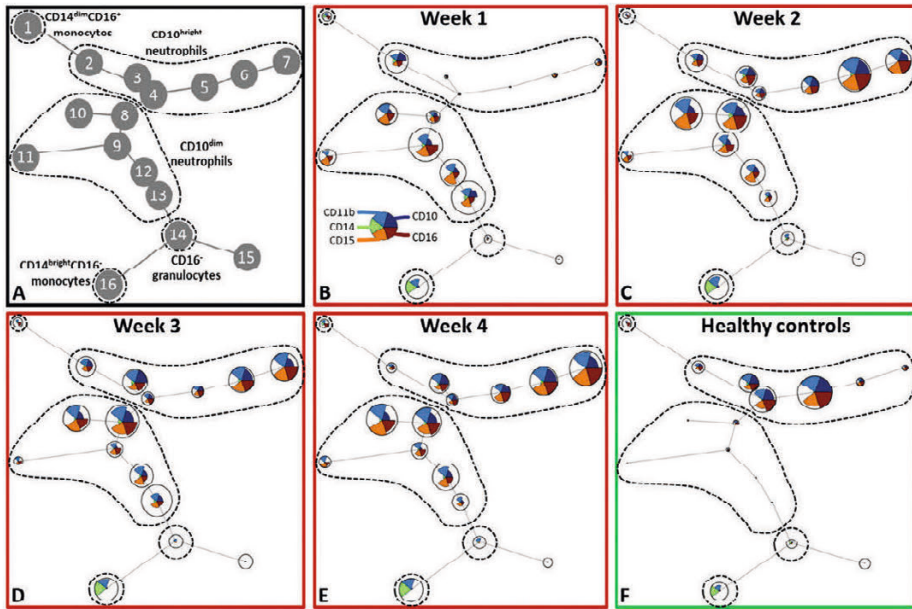 CD14dimCD16+
monocytoc
CD10bright
neutrophils
1
2
3
4
5
6
7
10
8
9
11
12
13
CD10dim
neutrophils
14
15
16
CD16-
granulocytes
CD14brightCD16-
monocytes
A
Week 1
CD11b
CD14
CD15
CD10
CD16
B
Week 2
C
Week 3
D
Week 4
E
Healthy controls
F